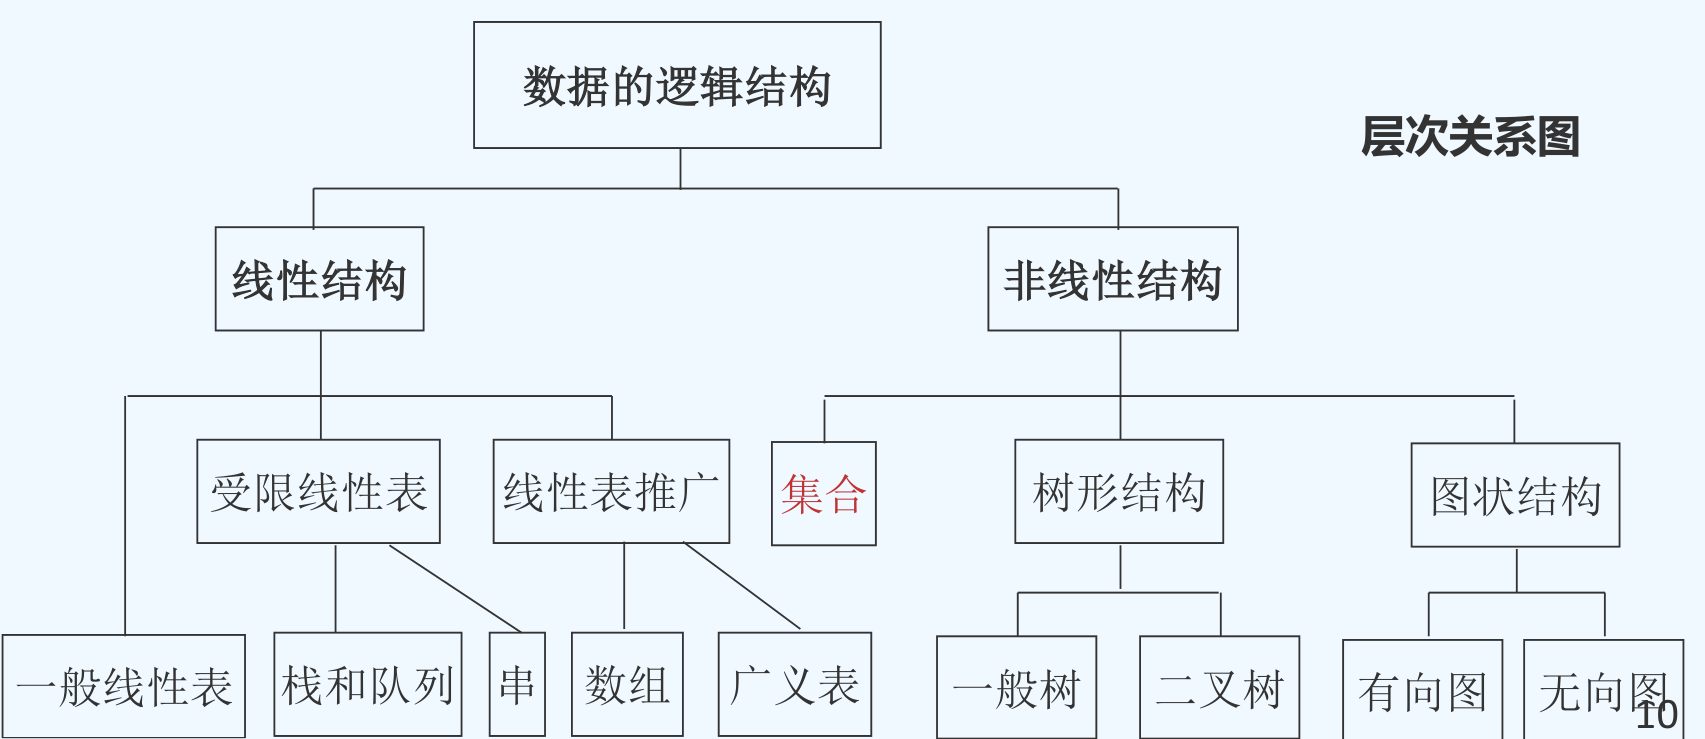 数据的逻辑结构
层次关系图
线性结构
非线性结构
受限线性表
线性表推广
集合
树形结构
图状结构
一般线性表
栈和队列
串
数组
广义表
一般树
二叉树
有向图
无向图
10